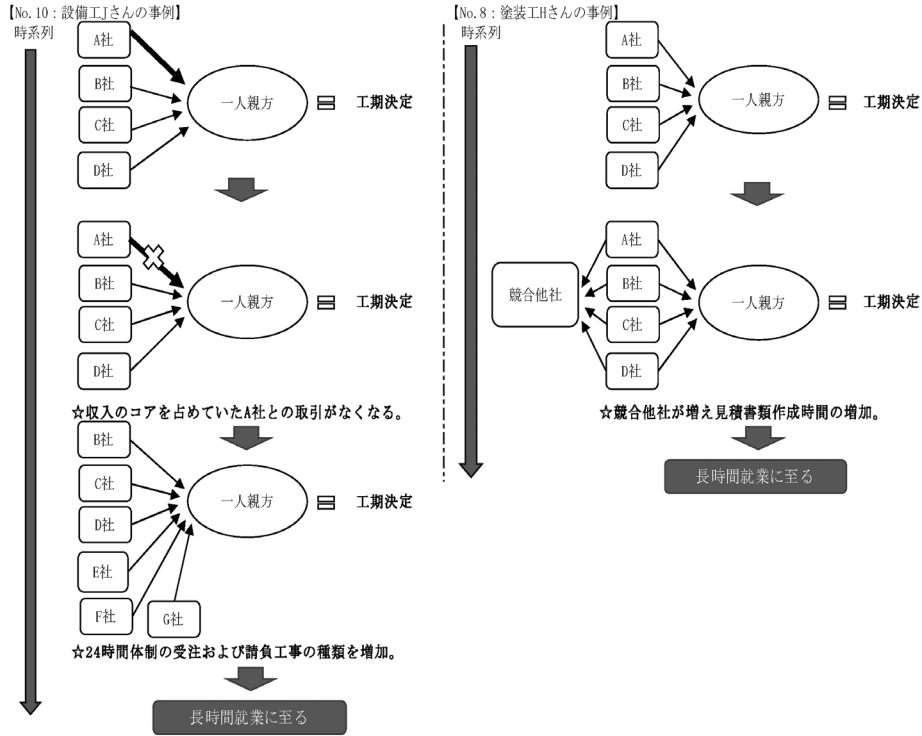 【No.10：設備工Jさんの事例】
時系列
A社
B社
C社
D社
一人親方
＝ 工期決定
A社
B社
C社
D社
一人親方
＝ 工期決定
☆収入のコアを占めていたA社との取引がなくなる。
B社
C社
D社
E社
F社
G社
一人親方
＝ 工期決定
☆24時間体制の受注および請負工事の種類を増加。
長時間就業に至る
【No.8：塗装工Hさんの事例】
時系列
A社
B社
C社
D社
一人親方
＝ 工期決定
競合他社
A社
B社
C社
D社
一人親方
＝ 工期決定
☆競合他社が増え見積書類作成時間の増加。
長時間就業に至る